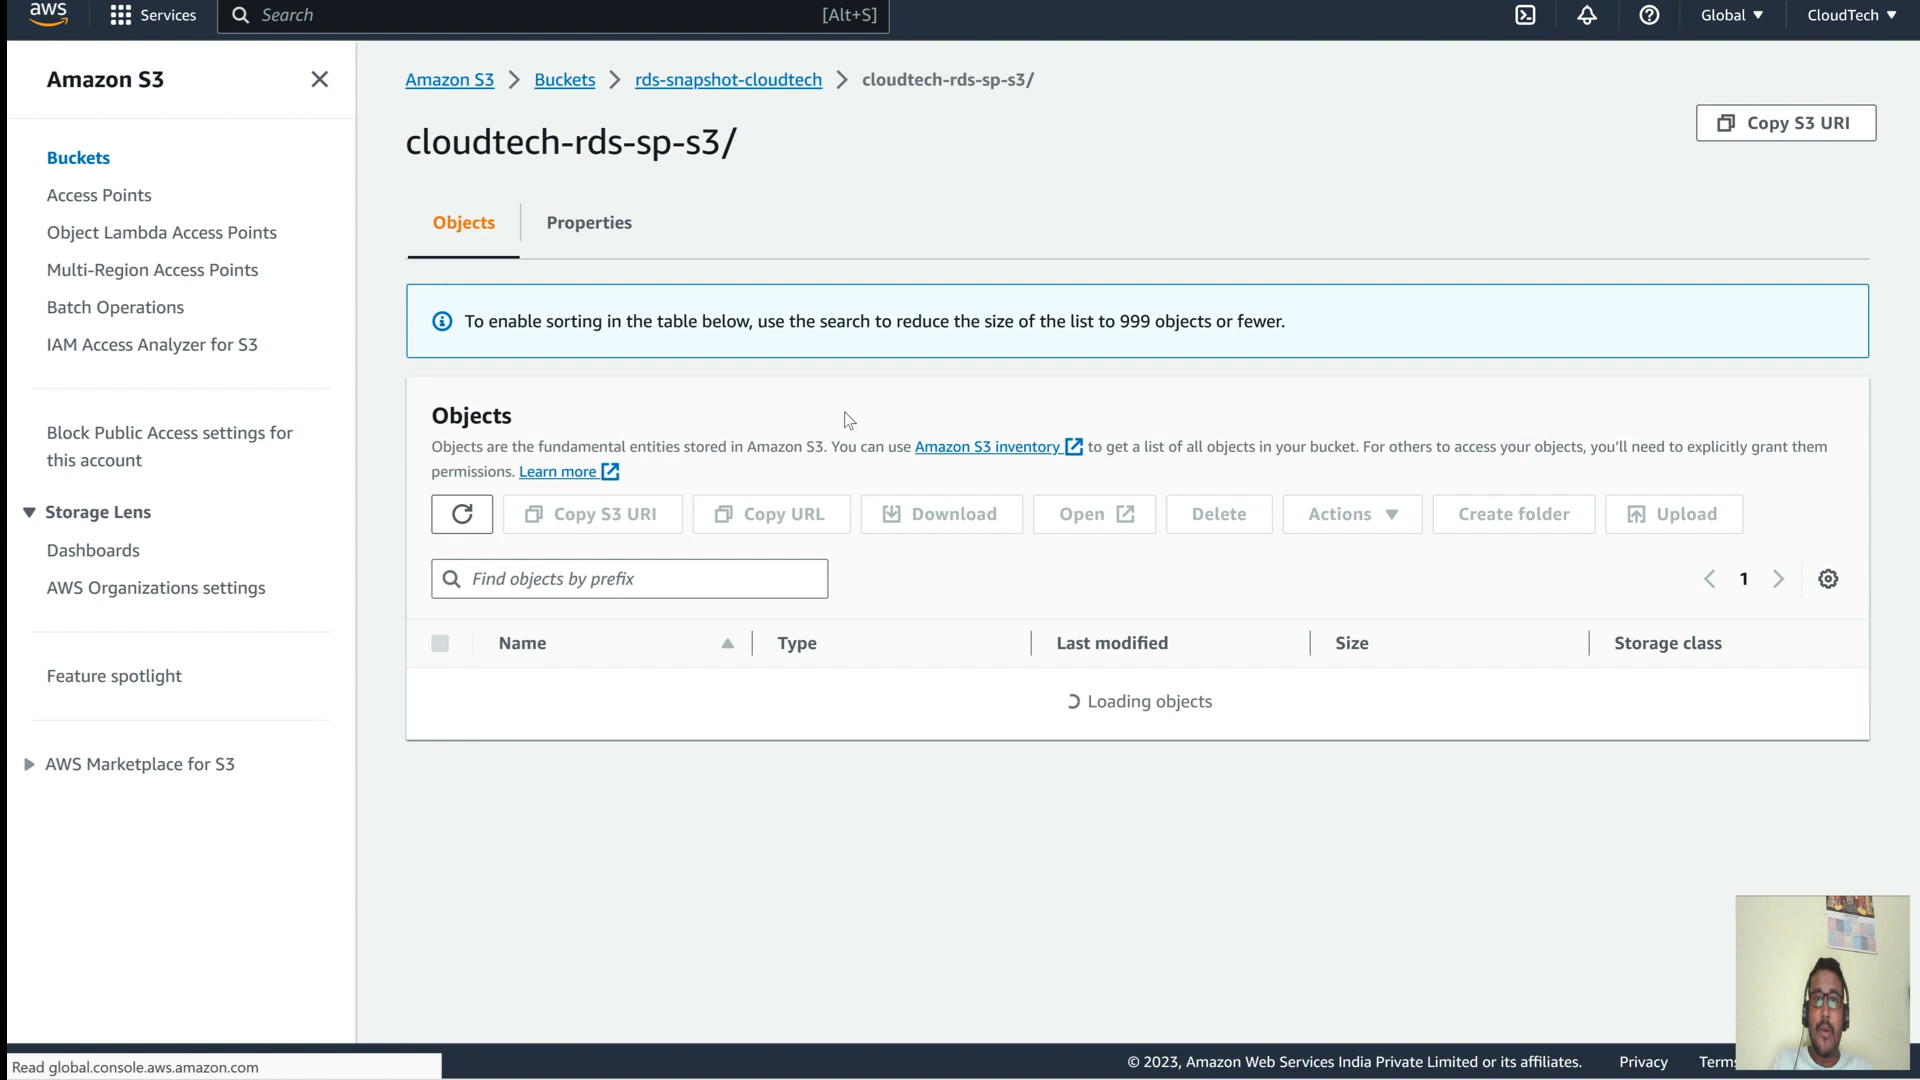 aws
Services
Search
[Alt+S]
Global
CloudTech
Amazon S3
Buckets
Access Points
Object Lambda Access Points
Multi-Region Access Points
Batch Operations
IAM Access Analyzer for S3
Block Public Access settings for
this account
Storage Lens
Dashboards
AWS Organizations settings
Feature spotlight
AWS Marketplace for S3
Amazon S3 > Buckets > rds-snapshot-cloudtech > cloudtech-rds-sp-s3/
cloudtech-rds-sp-s3/
Copy S3 URI
Objects
Properties
To enable sorting in the table below, use the search to reduce the size of the list to 999 objects or fewer.
Objects
Objects are the fundamental entities stored in Amazon S3. You can use Amazon S3 inventory to get a list of all objects in your bucket. For others to access your objects, you'll need to explicitly grant them
permissions. Learn more
Copy S3 URI
Copy URL
Download
Open
Delete
Actions
Create folder
Upload
Find objects by prefix
1
Name
Type
Last modified
Size
Storage class
Loading objects
Read global.console.aws.amazon.com
© 2023, Amazon Web Services India Private Limited or its affiliates.
Privacy
Terms